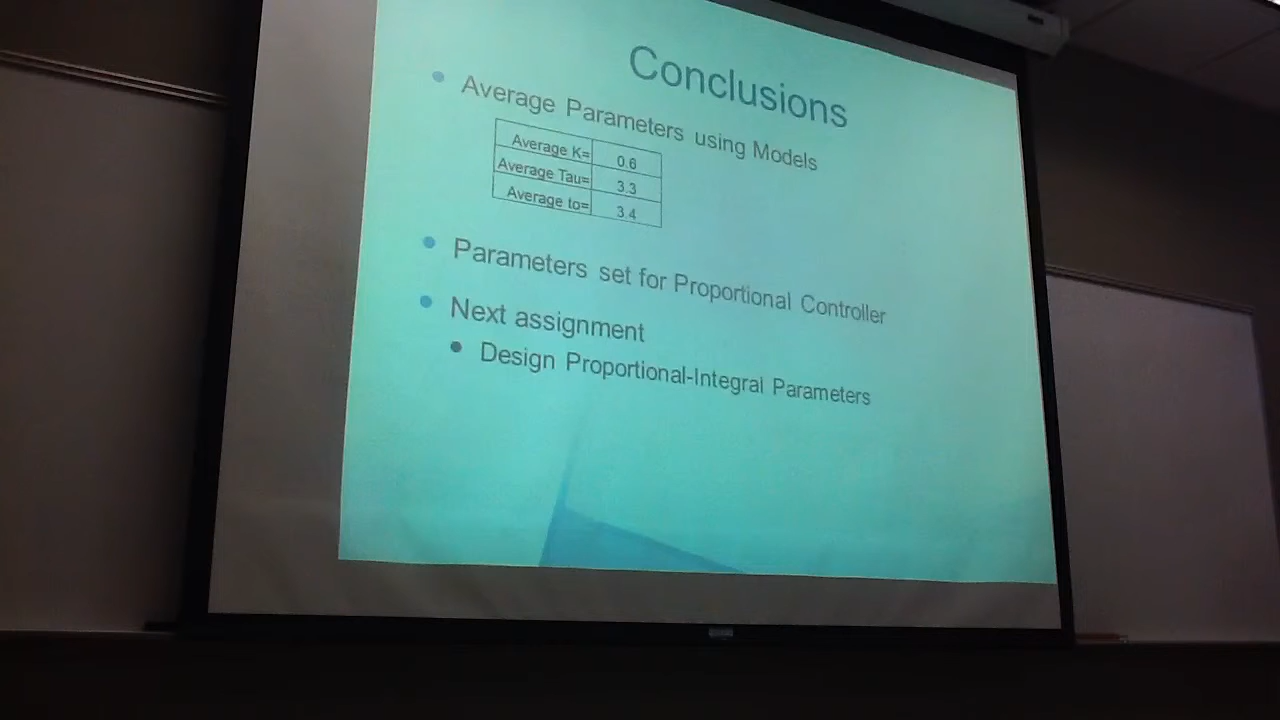 Conclusions
Average Parameters using Models
Average K= 0.6
Average Tau= 3.3
Average to= 3.4
Parameters set for Proportional Controller
Next assignment
Design Proportional-Integral Parameters